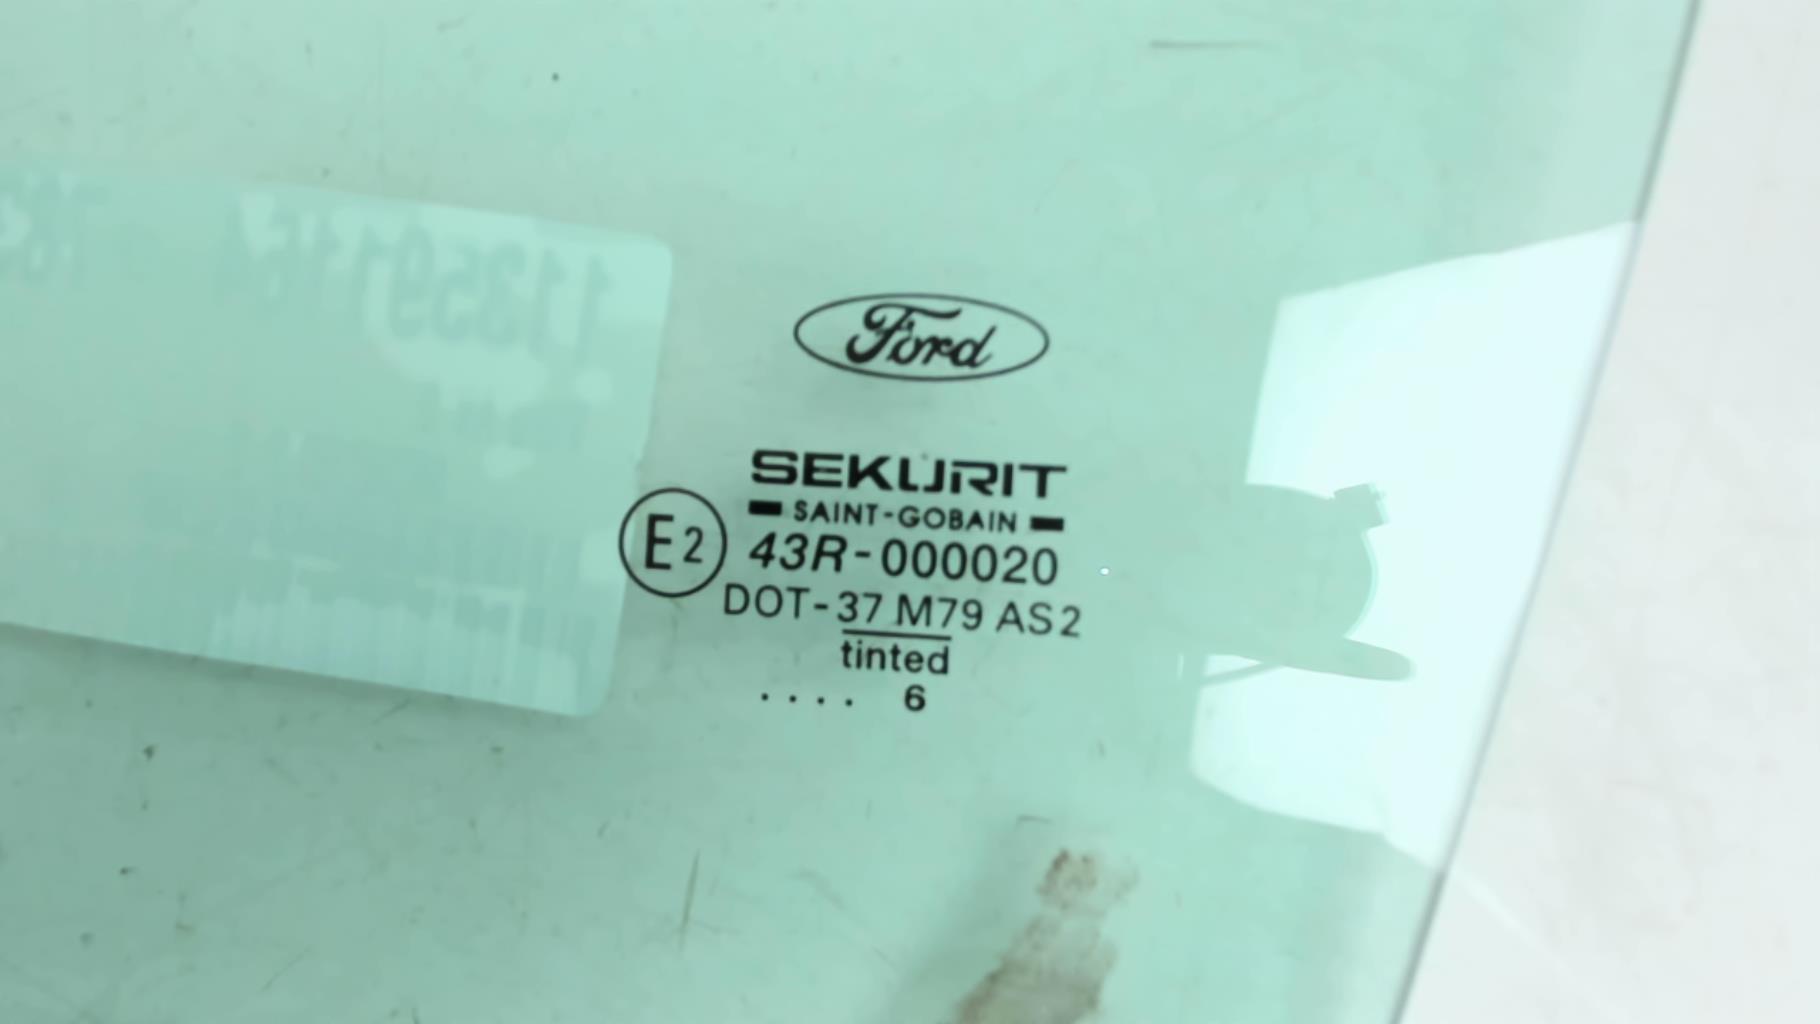 Ford
SEKURIT
SAINT-GOBAIN
E2
43R-000020
DOT-37 M79 AS2
tinted
.... 6